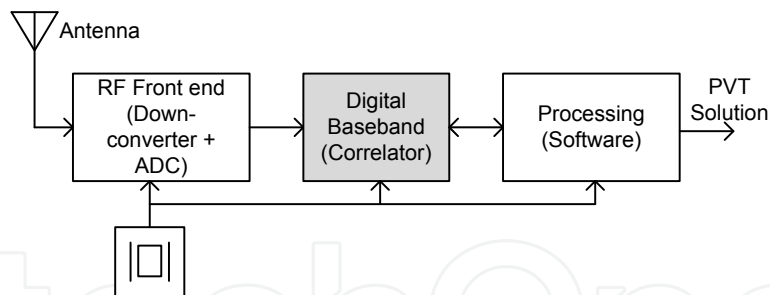 Antenna
RF Front end
(Down-
converter +
ADC)
Digital
Baseband
(Correlator)
Processing
(Software)
PVT
Solution